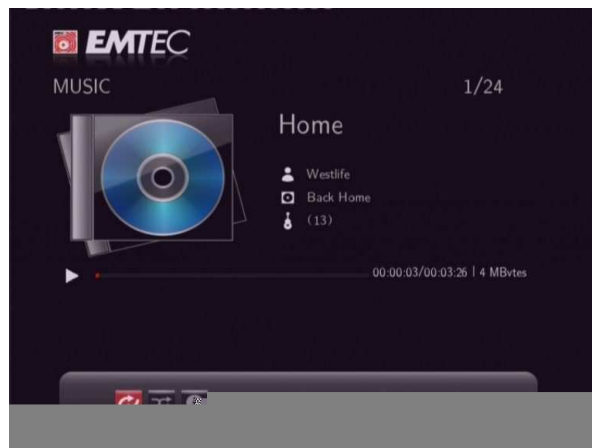 EMTEC
MUSIC
1/24
Home
Westlife
Back Home
(13)
00:00:03/00:03:26 | 4 MBytes